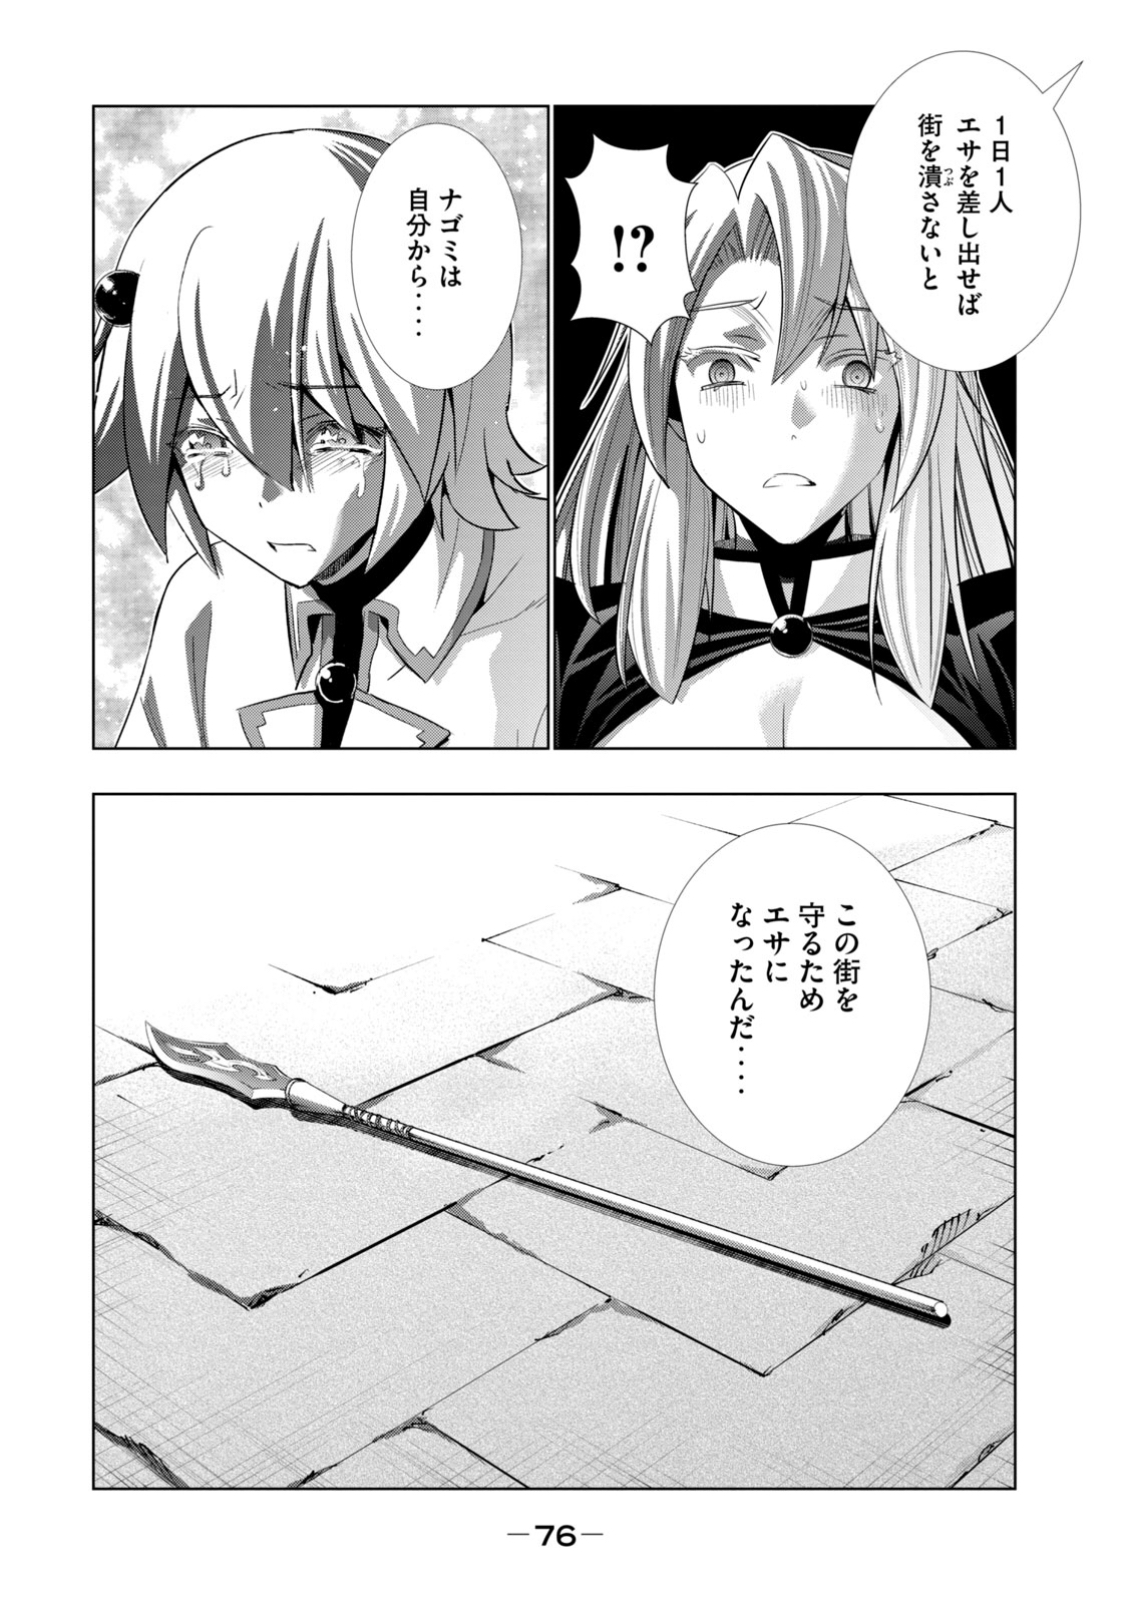 1日1人
エサを差し出せば
街を潰さないと
つぶ
!?
ナゴミは
自分から‥‥
この街を
守るため
エサに
なったんだ‥‥
—76—